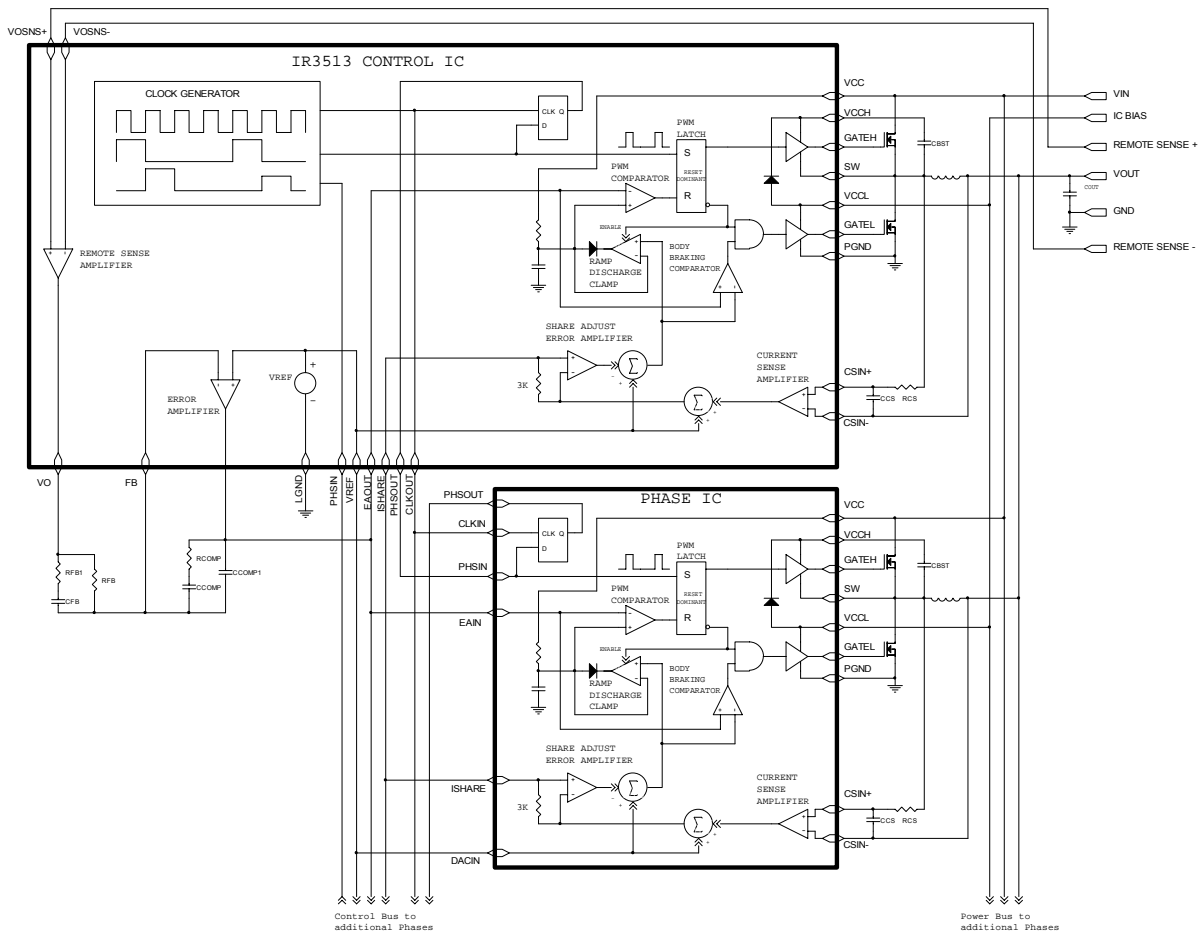 VOSNS+
VOSNS-
IR3513 CONTROL IC
CLOCK GENERATOR
CLK Q
D
PWM
LATCH
S
RESET
DOMINANT
R
PWM
COMPARATOR
-
+
ENABLE
+
-
RAMP
DISCHARGE
CLAMP
BODY
BRAKING
COMPARATOR
+ -
+ -
REMOTE SENSE
AMPLIFIER
SHARE ADJUST
ERROR AMPLIFIER
+
-
3K
Σ
-
+
CURRENT
SENSE
AMPLIFIER
+
-
Σ
+
+
- +
ERROR
AMPLIFIER
VREF
+
-
VCC
VCCH
GATEH
CBST
SW
VCCL
GATEL
PGND
CSIN+
CCS
RCS
CSIN-
VIN
IC BIAS
REMOTE SENSE +
VOUT
COUT
GND
REMOTE SENSE -
VO
FB
LGND
PHSIN
VREF
EAOUT
ISHARE
PHSOUT
CLKOUT
RFB1
RFB
CFB
RCOMP
CCOMP
CCOMP1
PHASE IC
PHSOUT
CLKIN
PHSIN
EAIN
ISHARE
DACIN
CLK Q
D
PWM
LATCH
S
RESET
DOMINANT
R
PWM
COMPARATOR
-
+
ENABLE
+
-
RAMP
DISCHARGE
CLAMP
BODY
BRAKING
COMPARATOR
+ -
SHARE ADJUST
ERROR AMPLIFIER
+
-
3K
Σ
-
+
CURRENT
SENSE
AMPLIFIER
+
-
Σ
+
+
VCC
VCCH
GATEH
CBST
SW
VCCL
GATEL
PGND
CSIN+
CCS
RCS
CSIN-
Control Bus to
additional Phases
Power Bus to
additional Phases